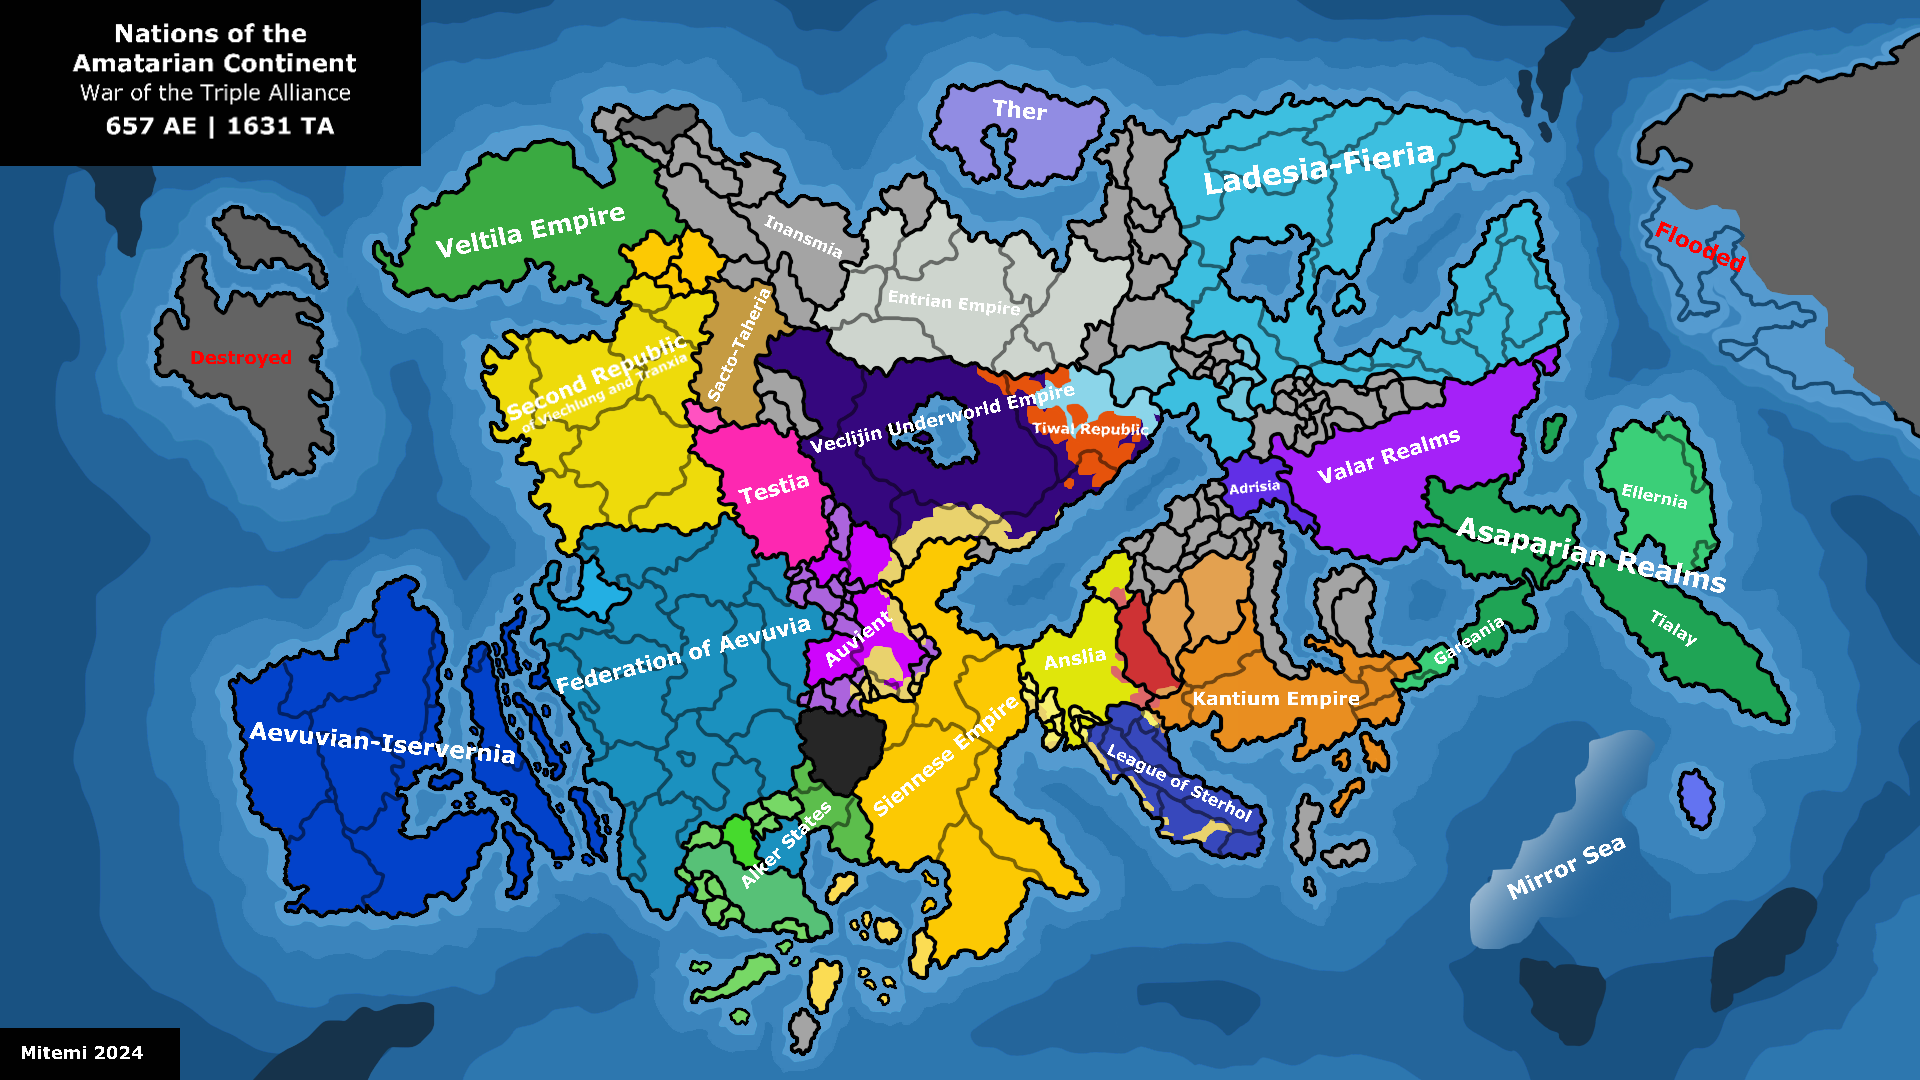 Nations of the
Amatarian Continent
War of the Triple Alliance
657 AE | 1631 TA
Ther
Ladesia-Fieria
Veltila Empire
Inansmia
Flooded
Entrian Empire
Destroyed
Sacto-Taheria
Second Republic
of Viechlung and Tranxia
Veclijin Underworld Empire
Tiwal Republic
Valar Realms
Testia
Adrisia
Ellernia
Asaparian Realms
Tialay
Gareania
Federation of Aevuvia
Auvient
Anslia
Kantium Empire
Aevuvian-Iservernia
Siennese Empire
League of Sterhol
Alker States
Mirror Sea
Mitemi 2024